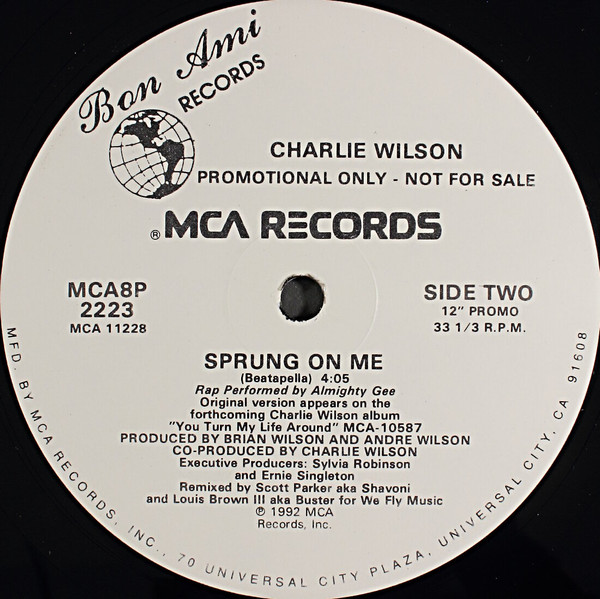 Bon Ami
RECORDS
CHARLIE WILSON
PROMOTIONAL ONLY - NOT FOR SALE
® MCA RECORDS
MCA8P
2223
MCA 11228
SIDE TWO
12" PROMO
33 1/3 R.P.M.
SPRUNG ON ME
(Beatapella) 4:05
Rap Performed by Almighty Gee
Original version appears on the
forthcoming Charlie Wilson album
"You Turn My Life Around" MCA-10587
PRODUCED BY BRIAN WILSON AND ANDRE WILSON
CO-PRODUCED BY CHARLIE WILSON
Executive Producers: Sylvia Robinson
and Ernie Singleton
Remixed by Scott Parker aka Shavoni
and Louis Brown III aka Buster for We Fly Music
℗ 1992 MCA
Records, Inc.
MFD. BY MCA RECORDS, INC., 70 UNIVERSAL CITY PLAZA, UNIVERSAL CITY, CA 91608